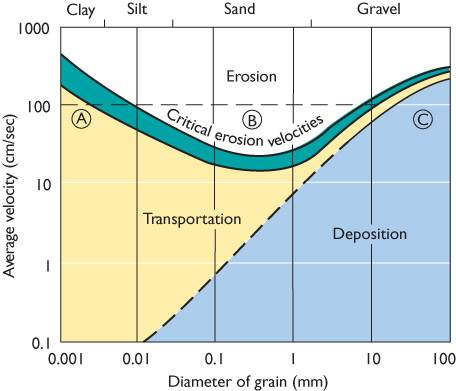 Clay Silt Sand Gravel
1000
Erosion
100
A B C
Critical erosion velocities
10
Transportation
Deposition
1
0.1
0.001 0.01 0.1 1 10 100
Average velocity (cm/sec)
Diameter of grain (mm)